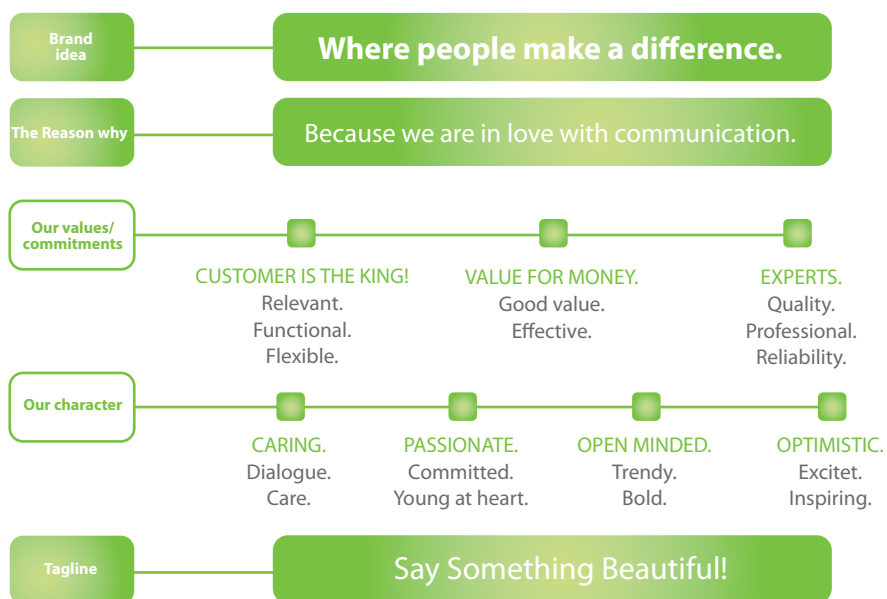 Brand
idea
Where people make a difference.
The Reason why
Because we are in love with communication.
Our values/
commitments
CUSTOMER IS THE KING!
Relevant.
Functional.
Flexible.
VALUE FOR MONEY.
Good value.
Effective.
EXPERTS.
Quality.
Professional.
Reliability.
Our character
CARING.
Dialogue.
Care.
PASSIONATE.
Committed.
Young at heart.
OPEN MINDED.
Trendy.
Bold.
OPTIMISTIC.
Excitet.
Inspiring.
Tagline
Say Something Beautiful!